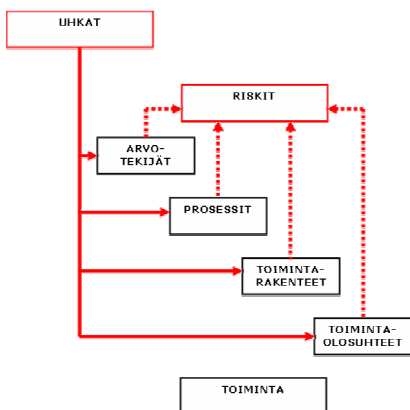 UHKAT
RISKIT
ARVO-
TEKIJÄT
PROSESSIT
TOIMINTA-
RAKENTEET
TOIMINTA-
OLOSUHTEET
TOIMINTA